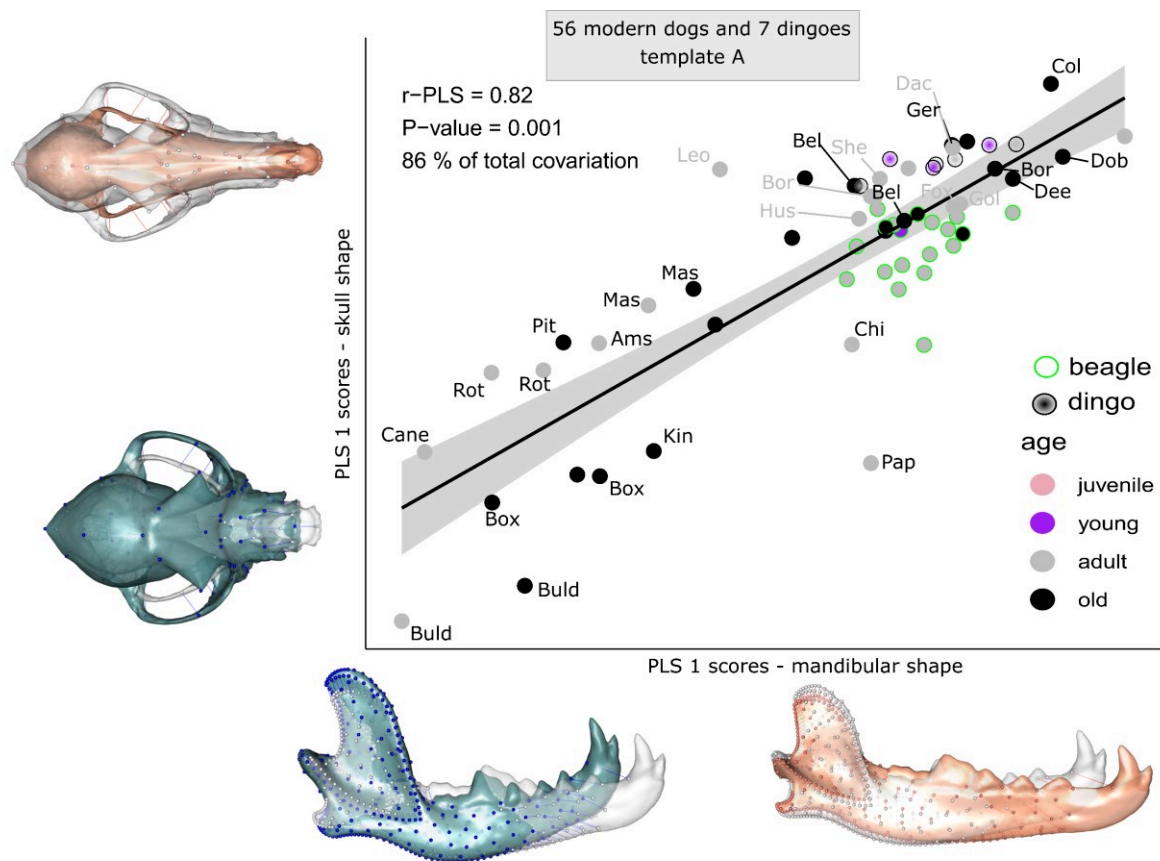 56 modern dogs and 7 dingoes
template A
r−PLS = 0.82
P−value = 0.001
86 % of total covariation
Col
Dac
Ger
Leo
Bel
She
Bor
Dob
Bor
Bel
Fox
Gol
Dee
Hus
Mas
Mas
Pit
Ams
Chi
Rot
Rot
Cane
Kin
Pap
Box
Box
Buld
Buld
beagle
dingo
age
juvenile
young
adult
old
PLS 1 scores - skull shape
PLS 1 scores - mandibular shape